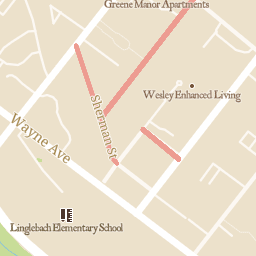 Greene Manor Apartments
Wesley Enhanced Living
Sherman St
Wayne Ave
Linglebach Elementary School